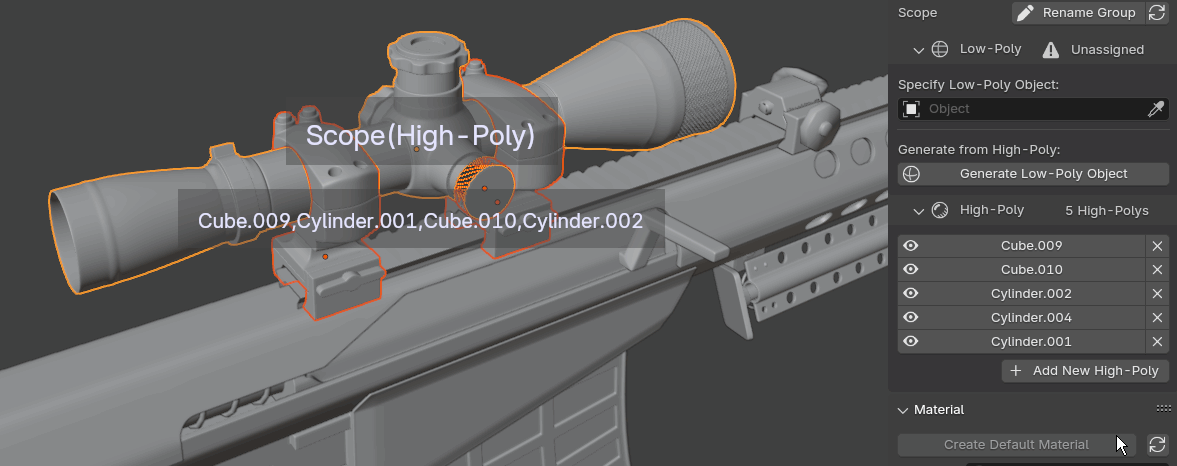 Scope
Rename Group
Low-Poly
Unassigned
Specify Low-Poly Object:
Object
Generate from High-Poly:
Generate Low-Poly Object
High-Poly
5 High-Polys
Cube.009
Cube.010
Cylinder.002
Cylinder.004
Cylinder.001
Add New High-Poly
Material
Create Default Material
Scope(High-Poly)
Cube.009,Cylinder.001,Cube.010,Cylinder.002